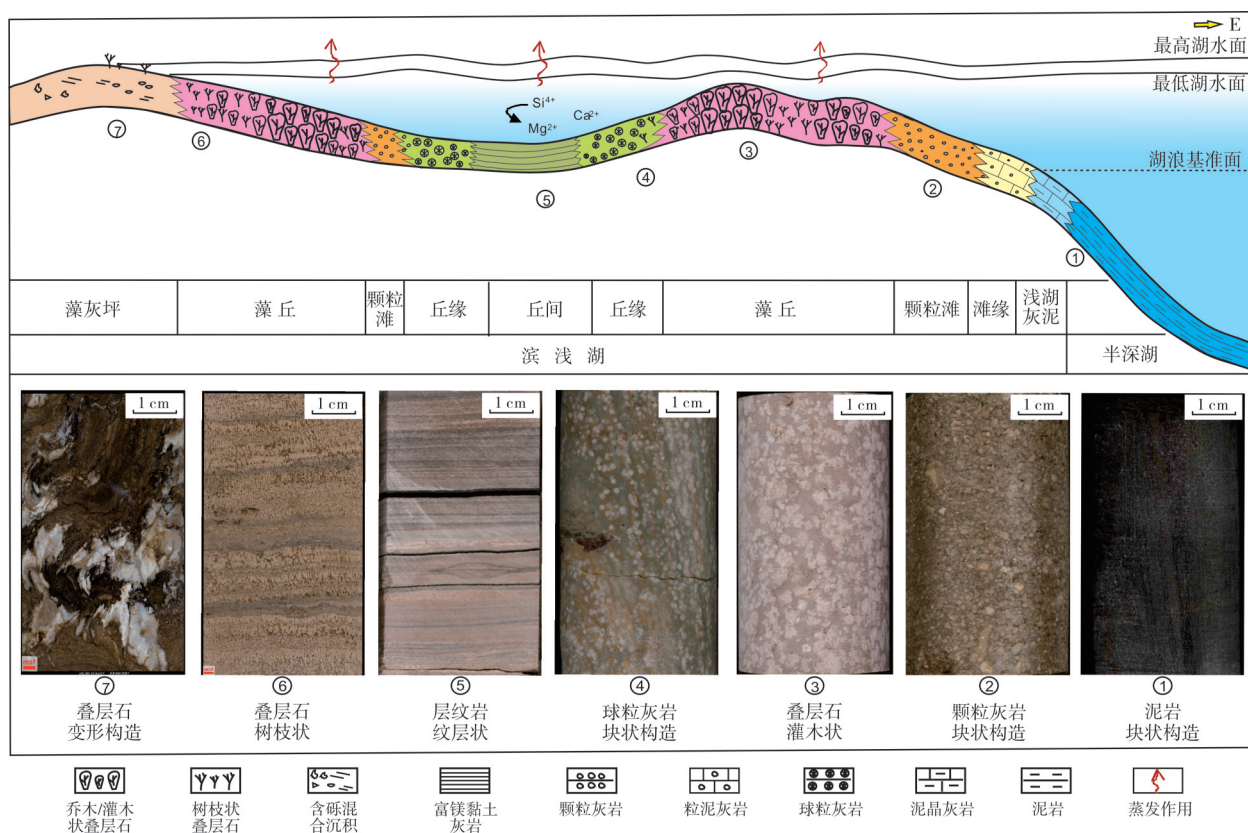 E
最高湖水面
最低湖水面
Si⁴⁺
Ca²⁺
Mg²⁺
湖浪基准面
⑦
⑥
⑤
④
③
②
①
藻灰坪
藻丘
颗粒
滩
丘缘
丘间
丘缘
藻丘
颗粒滩
滩缘
浅湖
灰泥
滨浅湖
半深湖
1 cm
1 cm
1 cm
1 cm
1 cm
1 cm
1 cm
⑦
叠层石
变形构造
⑥
叠层石
树枝状
⑤
层纹岩
纹层状
④
球粒灰岩
块状构造
③
叠层石
灌木状
②
颗粒灰岩
块状构造
①
泥岩
块状构造
乔木/灌木
状叠层石
树枝状
叠层石
含砾混
合沉积
富镁黏土
灰岩
颗粒灰岩
粒泥灰岩
球粒灰岩
泥晶灰岩
泥岩
蒸发作用